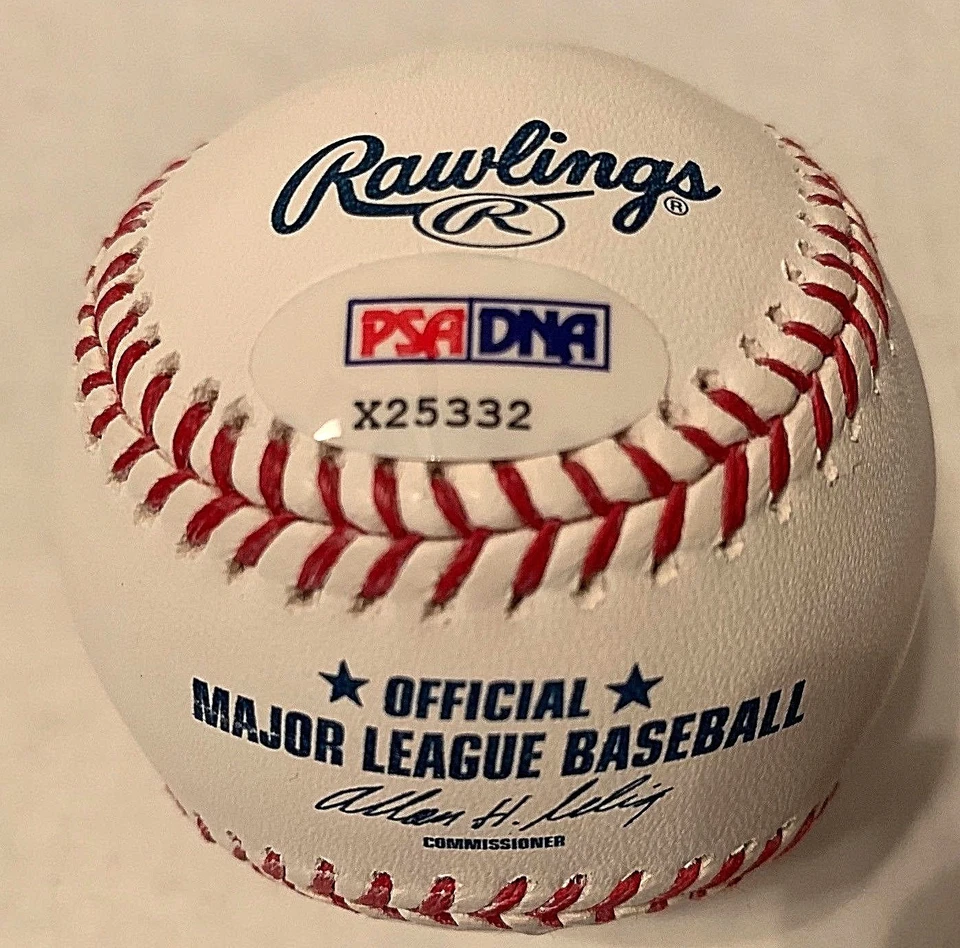 Rawlings ®
R
PSA DNA
X25332
★ OFFICIAL ★
MAJOR LEAGUE BASEBALL
Allan H. Selig
COMMISSIONER